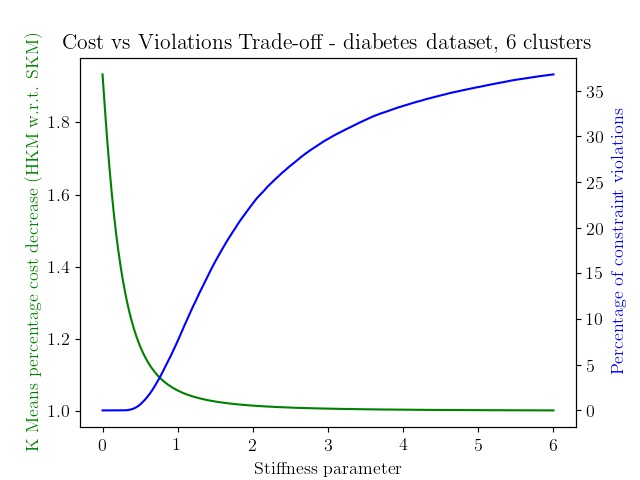 Cost vs Violations Trade-off - diabetes dataset, 6 clusters
K Means percentage cost decrease (HKM w.r.t. SKM)
1.8
1.6
1.4
1.2
1.0
35
30
25
20
15
10
5
0
Percentage of constraint violations
0 1 2 3 4 5 6
Stiffness parameter